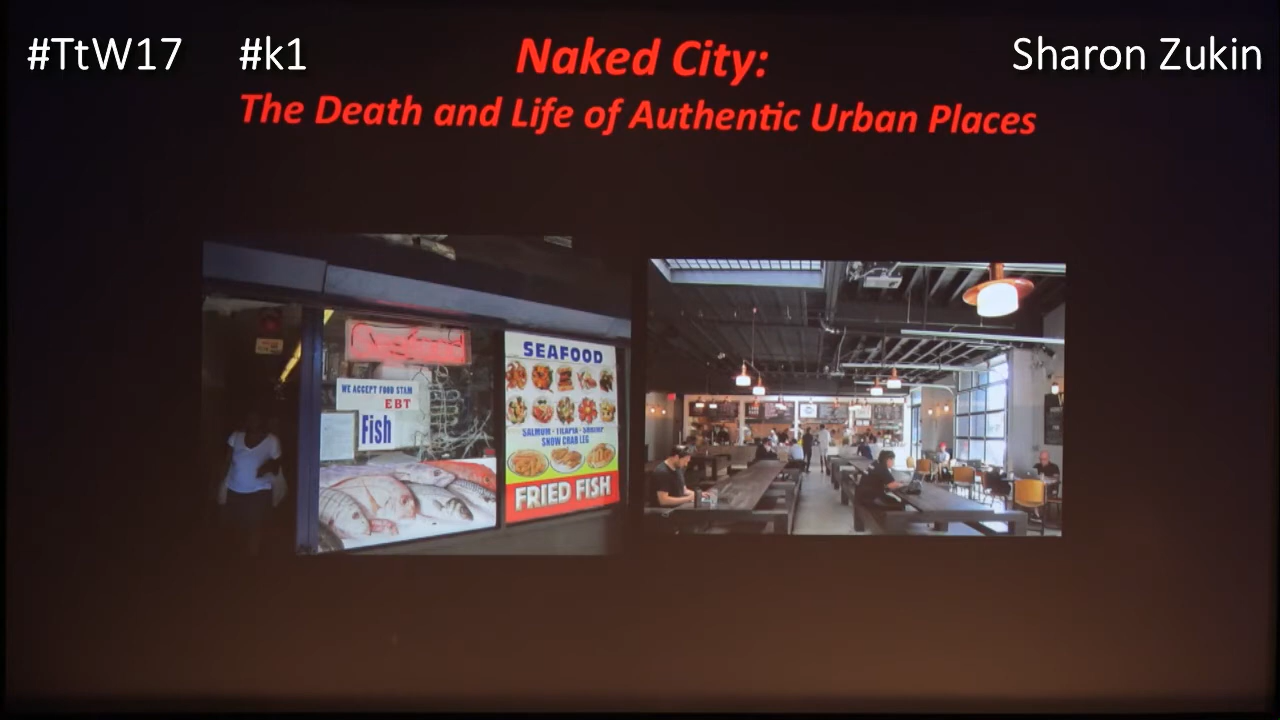 #TtW17 #k1 Sharon Zukin
Naked City:
The Death and Life of Authentic Urban Places
WE ACCEPT FOOD STAM
EBT
Fish
SEAFOOD
SALMON - TILAPIA - SHRIMP
SNOW CRAB LEG
FRIED FISH